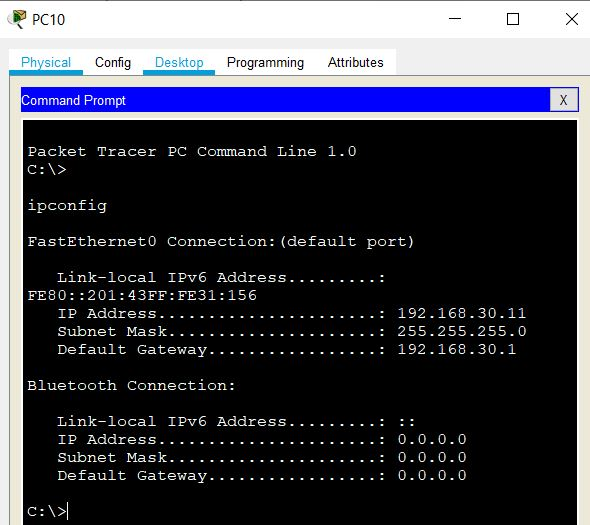 PC10
Physical Config Desktop Programming Attributes
Command Prompt X
Packet Tracer PC Command Line 1.0
C:\>
ipconfig
FastEthernet0 Connection:(default port)
Link-local IPv6 Address.........:
FE80::201:43FF:FE31:156
IP Address......................: 192.168.30.11
Subnet Mask.....................: 255.255.255.0
Default Gateway.................: 192.168.30.1
Bluetooth Connection:
Link-local IPv6 Address.........: ::
IP Address......................: 0.0.0.0
Subnet Mask.....................: 0.0.0.0
Default Gateway.................: 0.0.0.0
C:\>